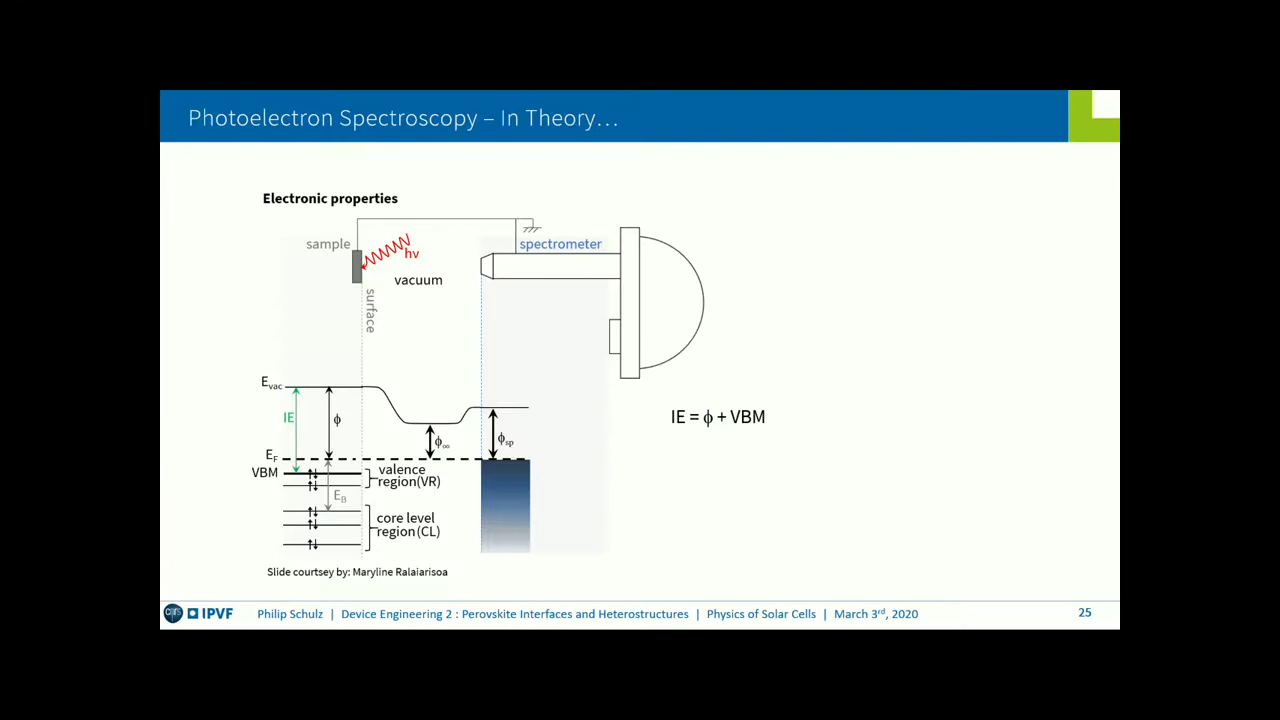 Photoelectron Spectroscopy – In Theory…
Electronic properties
sample
hν
spectrometer
vacuum
surface
Evac
IE
ϕ
ϕ∞
ϕsp
IE = ϕ + VBM
EF
VBM
valence
region(VR)
EB
core level
region(CL)
Slide courtsey by: Maryline Ralaiarisoa
cnrs IPVF
Philip Schulz | Device Engineering 2 : Perovskite Interfaces and Heterostructures | Physics of Solar Cells | March 3rd, 2020
25